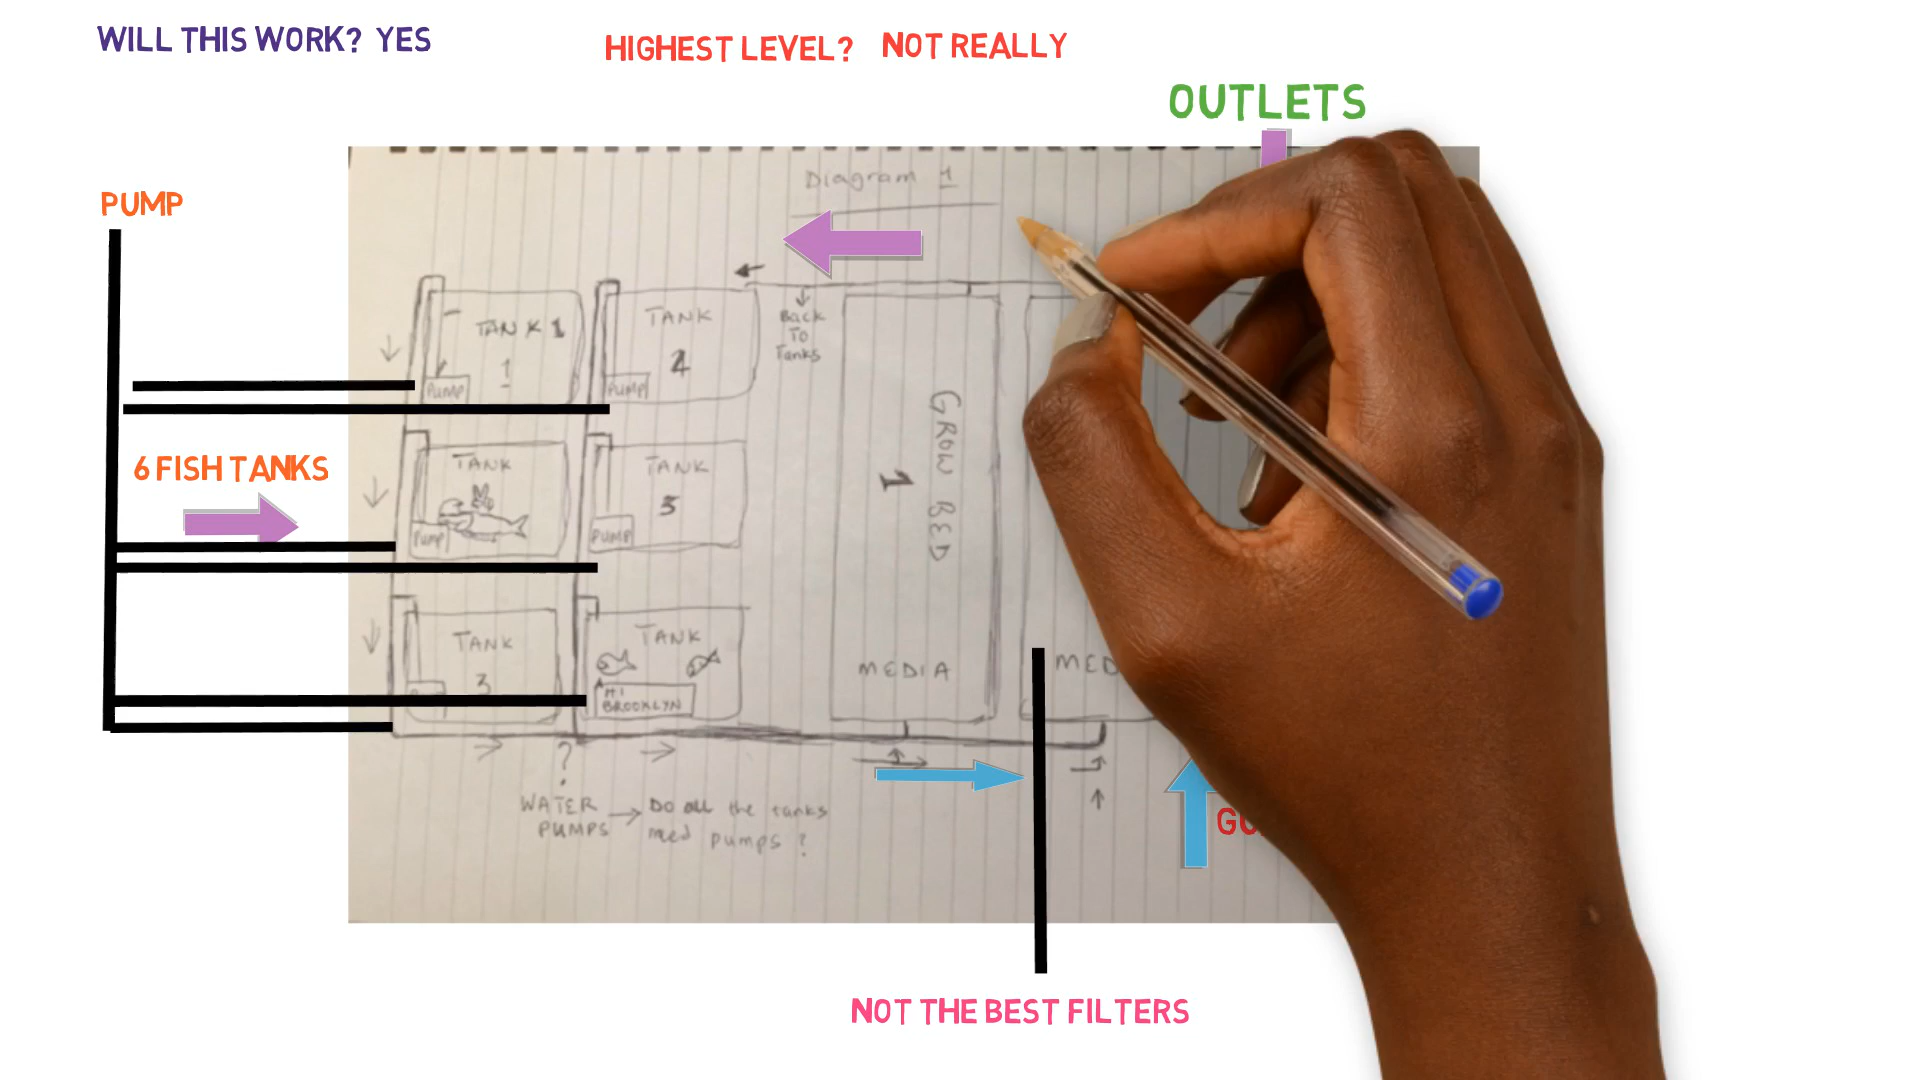 WILL THIS WORK? YES
HIGHEST LEVEL? NOT REALLY
OUTLETS
PUMP
Diagram 1
TANK 1
1
PUMP
TANK
2
PUMP
Back
To
Tanks
6 FISH TANKS
TANK
PUMP
TANK
5
PUMP
GROW BED
1
TANK
3
TANK
HI
BROOKLYN
MEDIA
MED
?
WATER
PUMPS
Do all the tanks
need pumps ?
NOT THE BEST FILTERS